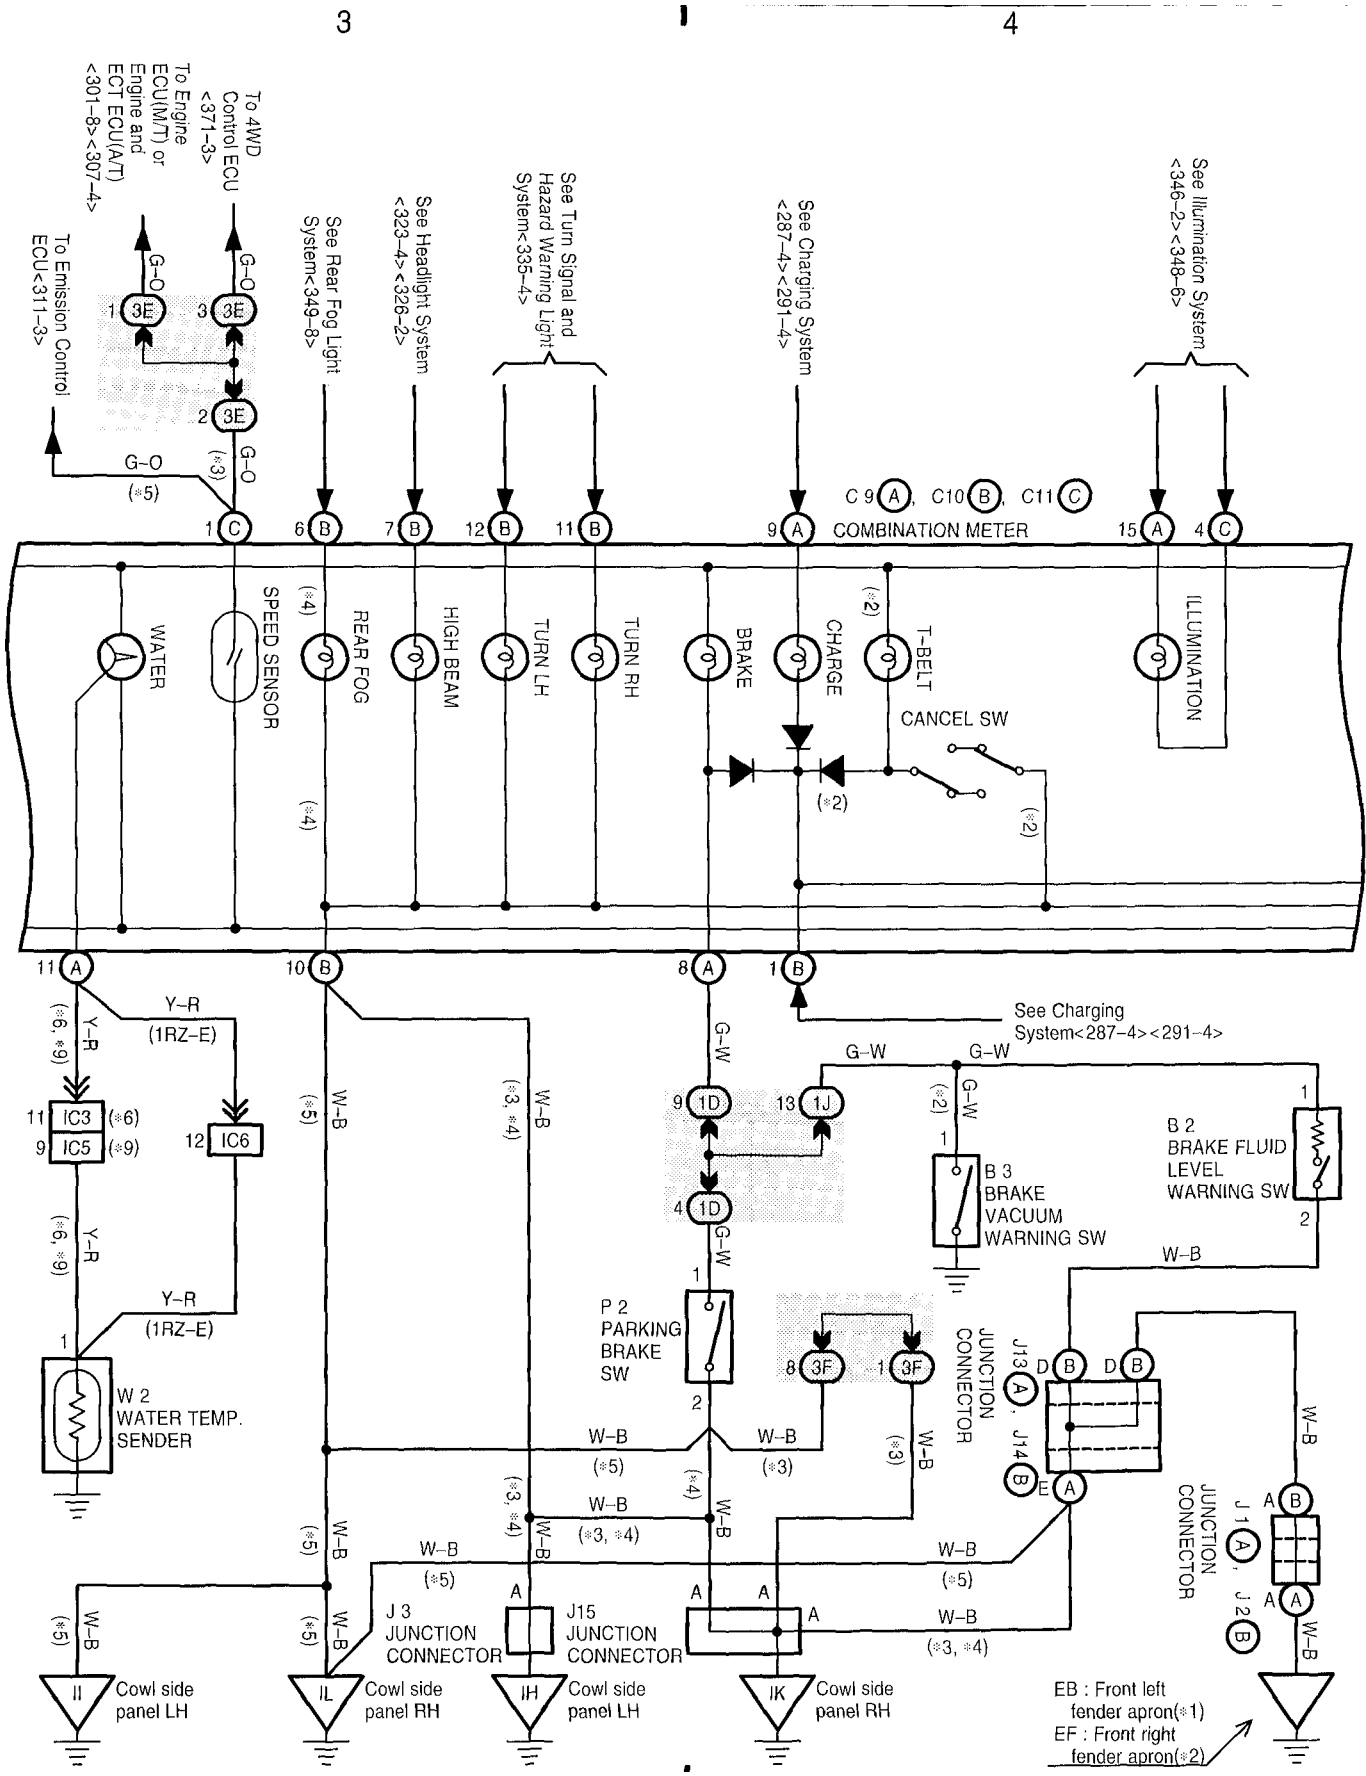 3
4
To Engine
ECU(M/T) or
Engine and
ECT ECU(A/T)
<301–8><307–4>
To 4WD
Control ECU
<371–3>
To Emission Control
ECU<311–3>
See Rear Fog Light
System<349–8>
See Headlight System
<323–4><326–2>
See Turn Signal and
Hazard Warning Light
System<335–4>
See Charging System
<287–4><291–4>
See Illumination System
<346–2><348–6>
G–O
G–O
1 3E
3 3E
2 3E
G–O
(*3)
G–O
(*5)
C 9 A, C10 B, C11 C
COMBINATION METER
1 C
6 B
7 B
12 B
11 B
9 A
15 A
4 C
WATER
SPEED SENSOR
(*4)
REAR FOG
HIGH BEAM
TURN LH
TURN RH
BRAKE
CHARGE
(*2)
T–BELT
ILLUMINATION
CANCEL SW
(*4)
(*2)
(*2)
11 A
10 B
8 A
1 B
Y–R
(*6, *9)
Y–R
(1RZ–E)
11 IC3 (*6)
9 IC5 (*9)
12 IC6
Y–R
(*6, *9)
Y–R
(1RZ–E)
1
W 2
WATER TEMP.
SENDER
W–B
(*5)
W–B
(*3, *4)
G–W
See Charging
System<287–4><291–4>
G–W
G–W
9 1D
13 1J
4 1D
G–W
G–W
(*2)
1
B 3
BRAKE
VACUUM
WARNING SW
1
B 2
BRAKE FLUID
LEVEL
WARNING SW
2
W–B
1
P 2
PARKING
BRAKE
SW
2
8 3F
1 3F
JUNCTION
CONNECTOR
J13 A, J14 B
D B
D B
E A
W–B
(*5)
W–B
(*3)
W–B
(*3)
W–B
(*4)
W–B
(*3, *4)
W–B
(*3, *4)
W–B
(*5)
W–B
(*5)
W–B
(*5)
W–B
W–B
(*5)
W–B
(*5)
JUNCTION
CONNECTOR
J 1 A, J 2 B
A B
A A
W–B
A
J 3
JUNCTION
CONNECTOR
J15
JUNCTION
CONNECTOR
A
A
A
W–B
(*3, *4)
II
Cowl side
panel LH
IL
Cowl side
panel RH
IH
Cowl side
panel LH
IK
Cowl side
panel RH
EB : Front left
fender apron(*1)
EF : Front right
fender apron(*2)